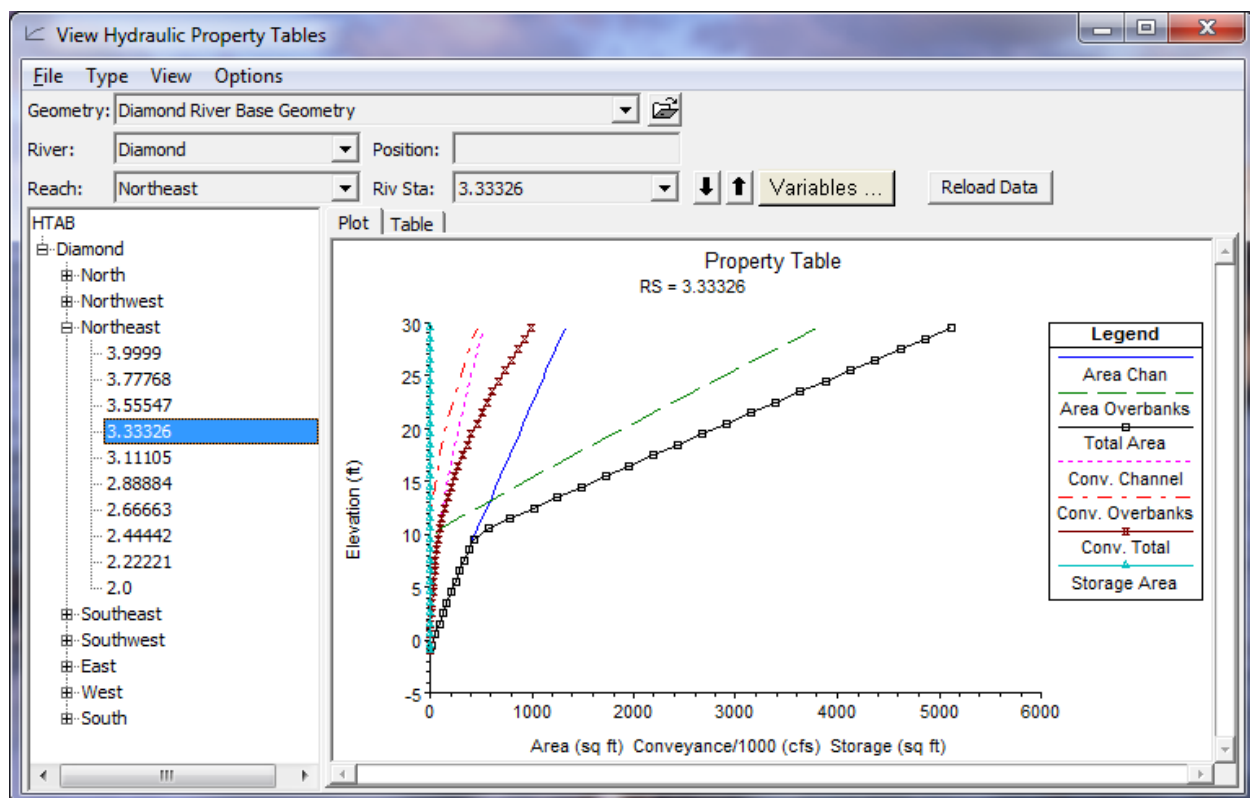 View Hydraulic Property Tables
File Type View Options
Geometry: Diamond River Base Geometry
River: Diamond Position:
Reach: Northeast Riv Sta: 3.33326 Variables ... Reload Data
HTAB
Diamond
North
Northwest
Northeast
3.9999
3.77768
3.55547
3.33326
3.11105
2.88884
2.66663
2.44442
2.22221
2.0
Southeast
Southwest
East
West
South
Plot Table
Property Table
RS = 3.33326
30
25
20
15
10
5
0
-5
Elevation (ft)
0 1000 2000 3000 4000 5000 6000
Area (sq ft) Conveyance/1000 (cfs) Storage (sq ft)
Legend
Area Chan
Area Overbanks
Total Area
Conv. Channel
Conv. Overbanks
Conv. Total
Storage Area